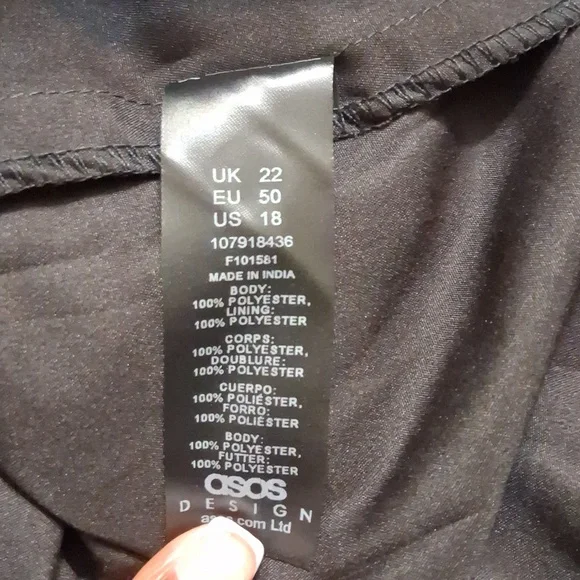 UK 22
EU 50
US 18
107918436
F101581
MADE IN INDIA
BODY:
100% POLYESTER,
LINING:
100% POLYESTER
CORPS:
100% POLYESTER,
DOUBLURE:
100% POLYESTER
CUERPO:
100% POLIÉSTER,
FORRO:
100% POLIÉSTER
BODY:
100% POLYESTER,
FUTTER:
100% POLYESTER
asos
DESIGN
com Ltd